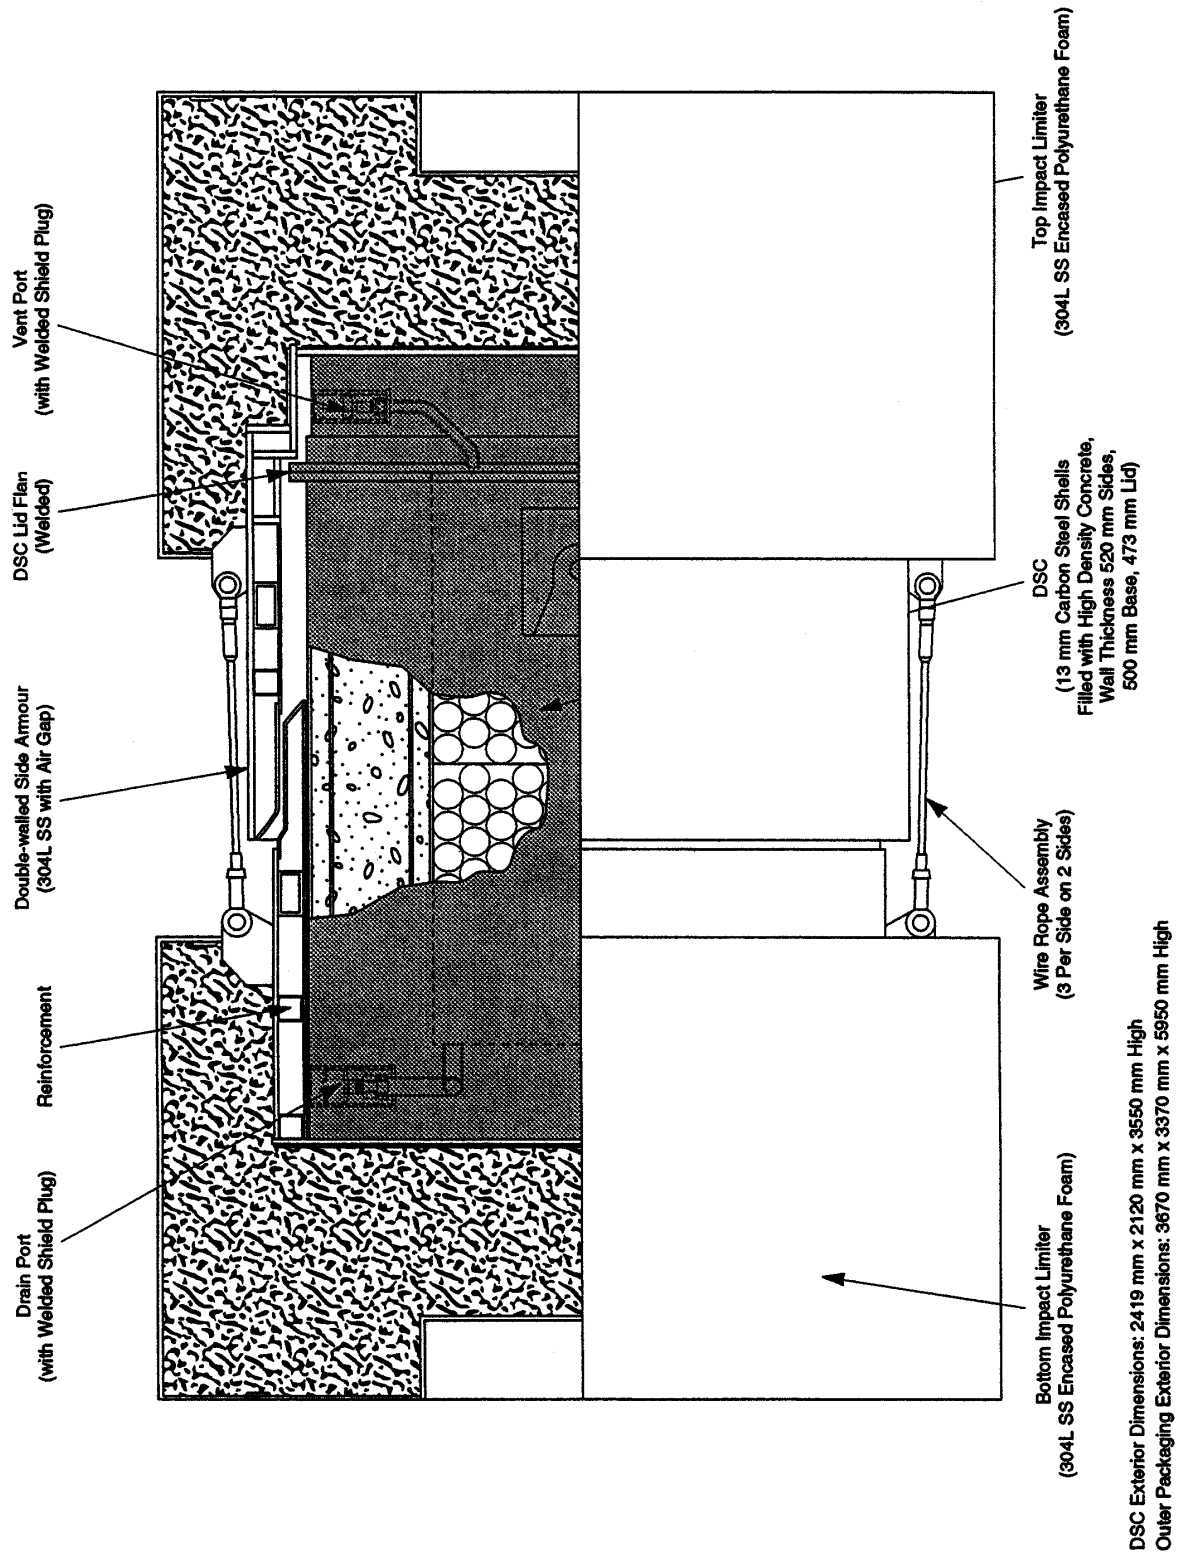 Drain Port
(with Welded Shield Plug)
Reinforcement
Double-walled Side Armour
(304L SS with Air Gap)
DSC Lid Flan
(Welded)
Vent Port
(with Welded Shield Plug)
Bottom Impact Limiter
(304L SS Encased Polyurethane Foam)
Wire Rope Assembly
(3 Per Side on 2 Sides)
DSC
(13 mm Carbon Steel Shells
Filled with High Density Concrete,
Wall Thickness 520 mm Sides,
500 mm Base, 473 mm Lid)
Top Impact Limiter
(304L SS Encased Polyurethane Foam)
DSC Exterior Dimensions: 2419 mm x 2120 mm x 3550 mm High
Outer Packaging Exterior Dimensions: 3670 mm x 3370 mm x 5950 mm High